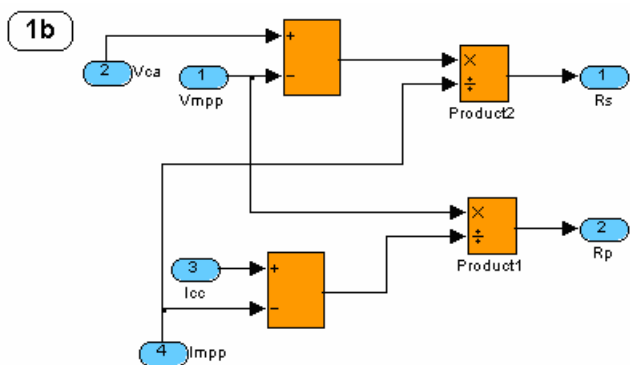 1b
+
−
2
Vca
1
Vmpp
×
÷
Product2
1
Rs
×
÷
Product1
2
Rp
3
Icc
+
−
4
Impp